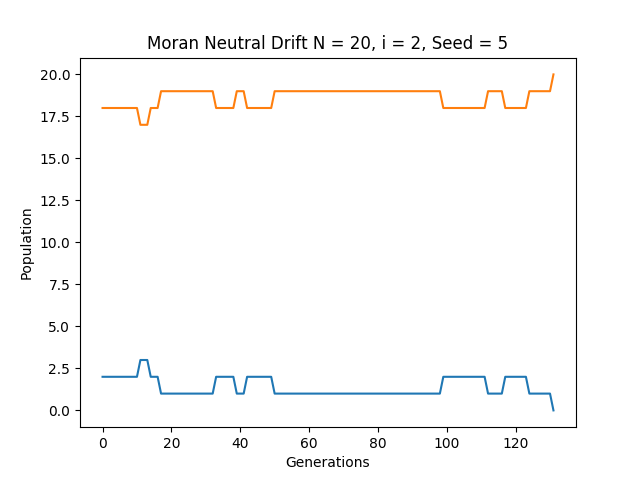 Moran Neutral Drift N = 20, i = 2, Seed = 5
20.0
17.5
15.0
12.5
10.0
7.5
5.0
2.5
0.0
Population
0 20 40 60 80 100 120
Generations